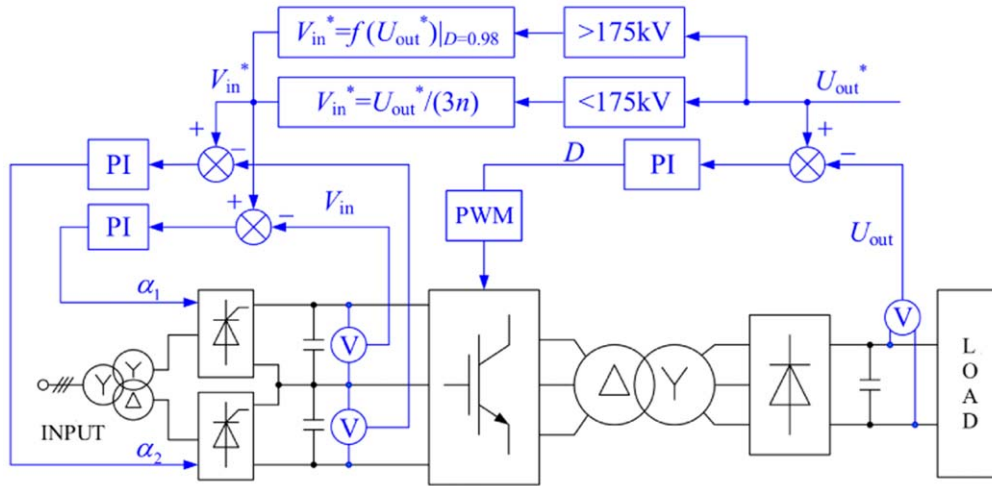 V_in^*=f(U_out^*)|_D=0.98
>175kV
V_in^*
V_in^*=U_out^*/(3n)
<175kV
U_out^*
+
−
PI
D
PI
+
−
+
−
V_in
PI
PWM
U_out
α_1
V
V
Y
Y
Δ
INPUT
Δ
Y
V
α_2
L
O
A
D